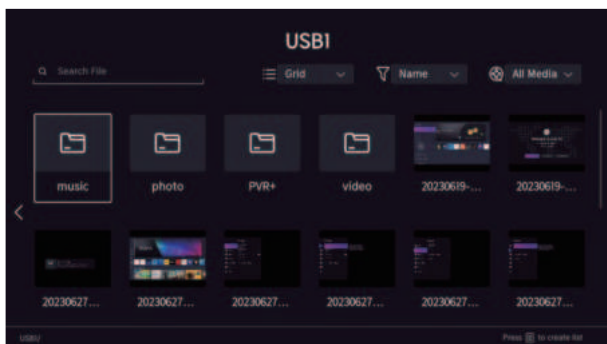 USB1
Search File
Grid
Name
All Media
music
photo
PVR+
video
20230619-...
20230619-...
20230627...
20230627...
20230627...
20230627...
20230627...
20230627...
USB1/
Press to create list